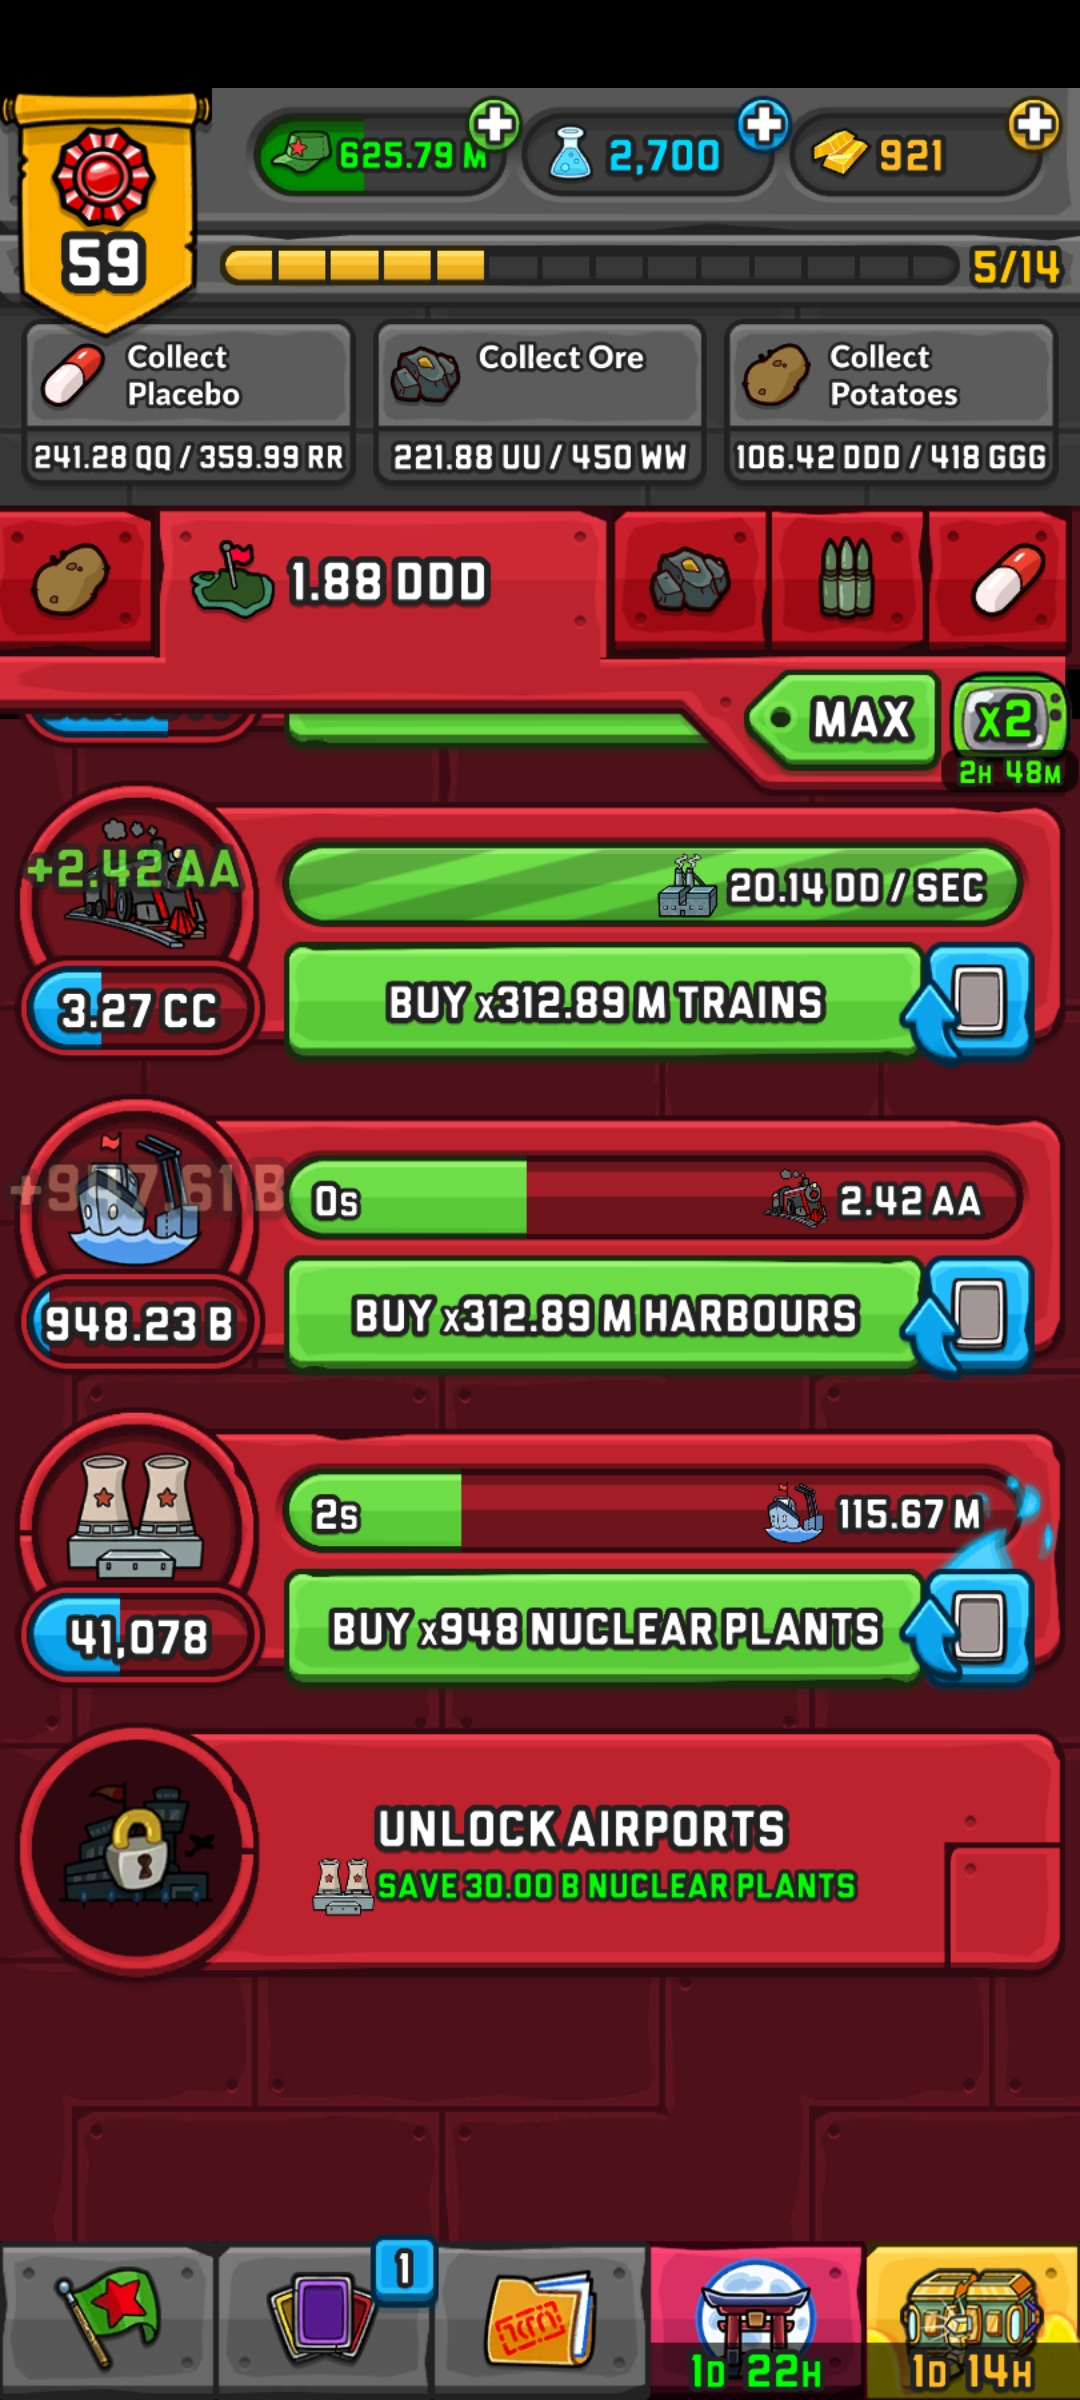 625.79 M
2,700
921
59
5/14
Collect
Placebo
241.28 QQ / 359.99 RR
Collect Ore
221.88 UU / 450 WW
Collect
Potatoes
106.42 DDD / 418 GGG
1.88 DDD
MAX
x2
2H 48M
+2.42 AA
20.14 DD / SEC
3.27 CC
BUY x312.89 M TRAINS
0s
2.42 AA
948.23 B
BUY x312.89 M HARBOURS
2s
115.67 M
41,078
BUY x948 NUCLEAR PLANTS
UNLOCK AIRPORTS
SAVE 30.00 B NUCLEAR PLANTS
1
1D 22H
1D 14H